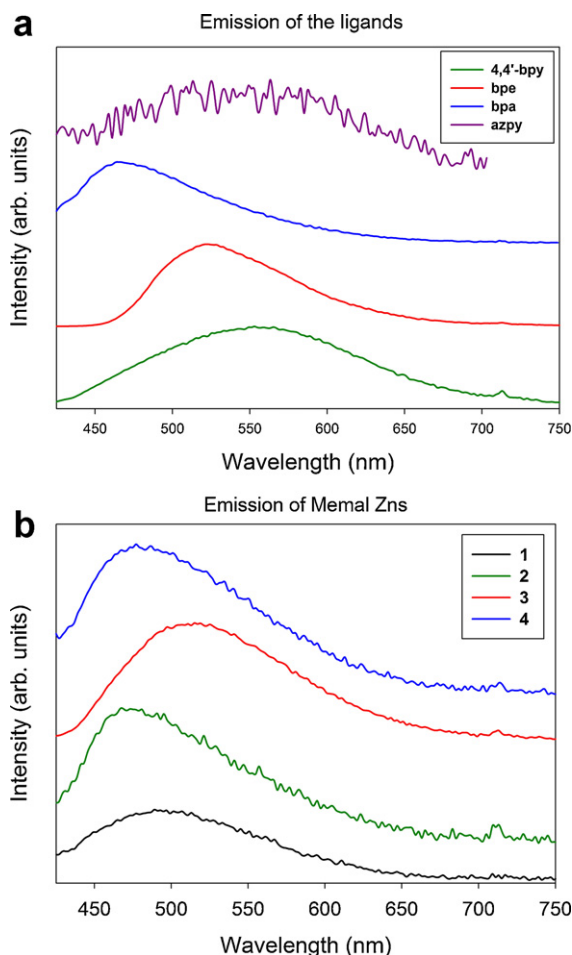 a
Emission of the ligands
4,4'-bpy
bpe
bpa
azpy
Intensity (arb. units)
450 500 550 600 650 700 750
Wavelength (nm)
b
Emission of Memal Zns
1
2
3
4
Intensity (arb. units)
450 500 550 600 650 700 750
Wavelength (nm)